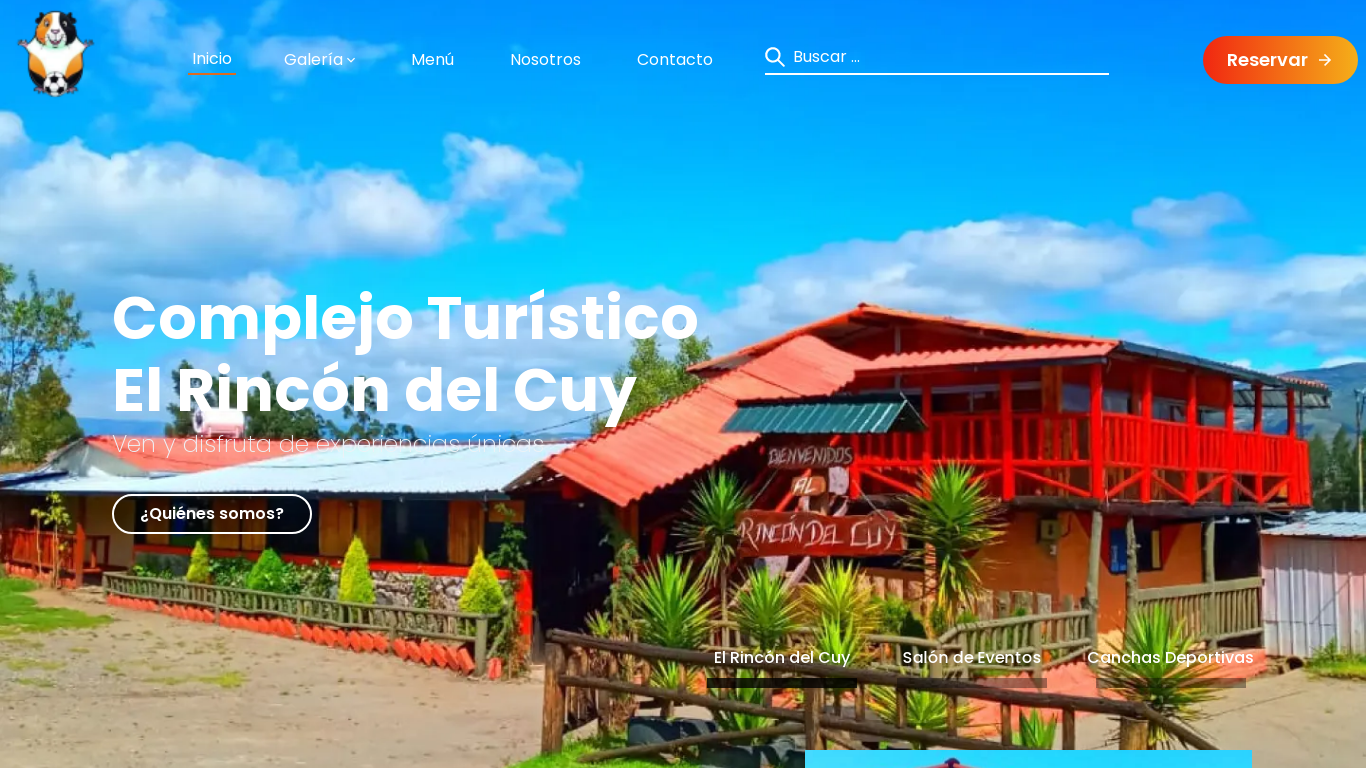 Inicio
Galería
Menú
Nosotros
Contacto
Buscar ...
Reservar
Complejo Turístico
El Rincón del Cuy
Ven y disfruta de experiencias únicas
¿Quiénes somos?
BIENVENIDOS
AL
RINCÓN DEL CUY
El Rincòn del Cuy
Salón de Eventos
Canchas Deportivas